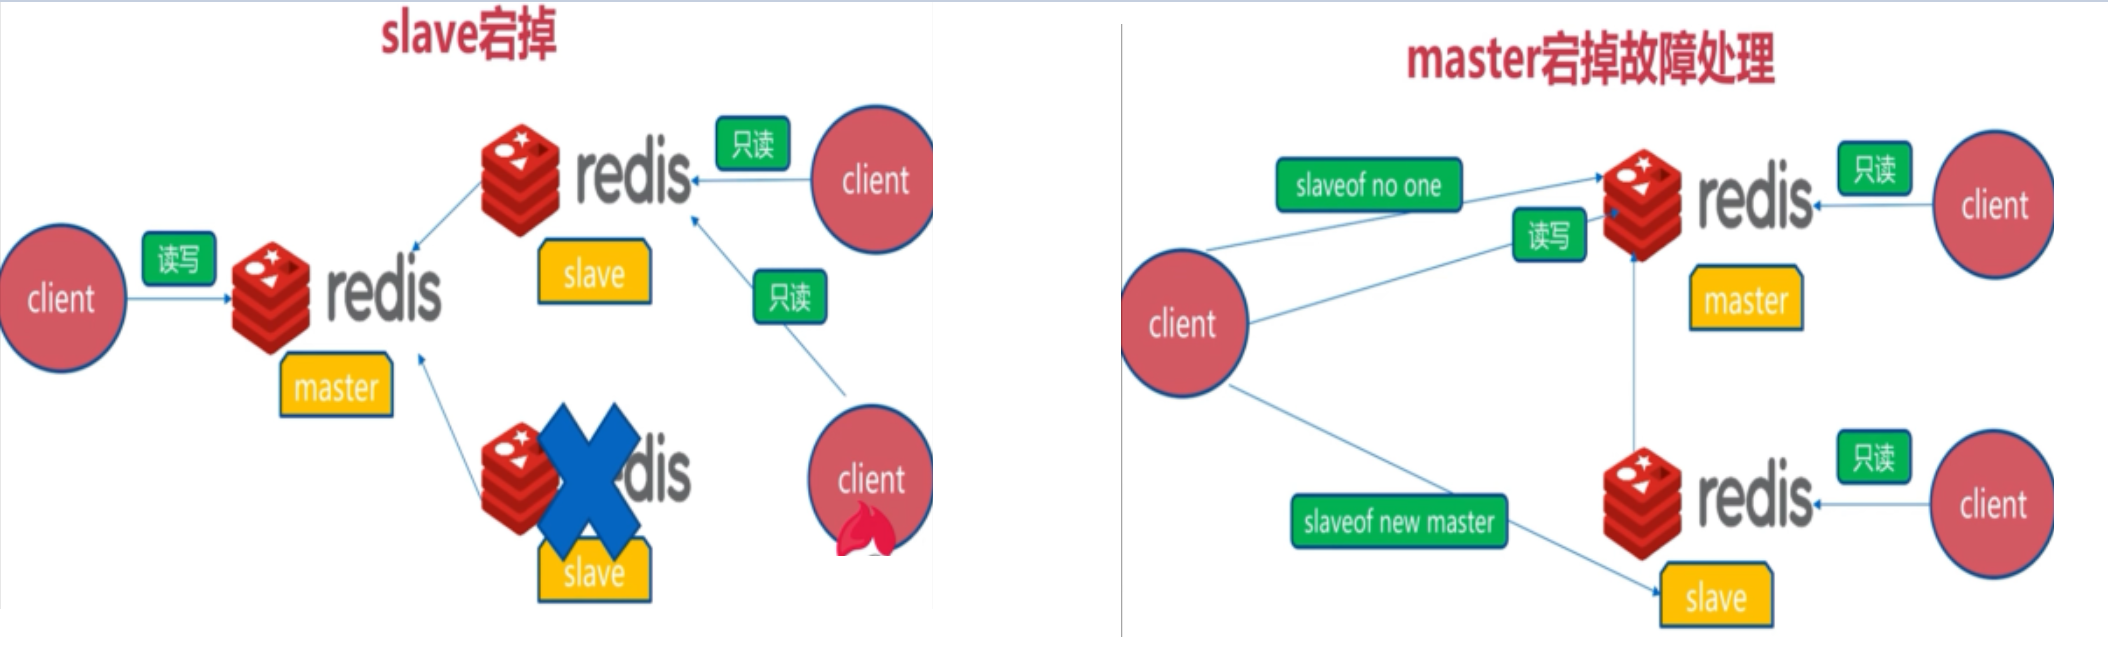 slave宕掉
redis
只读
client
slave
读写
client
redis
master
只读
dis
slave
client
master宕掉故障处理
slaveof no one
redis
只读
client
读写
master
client
slaveof new master
redis
只读
client
slave